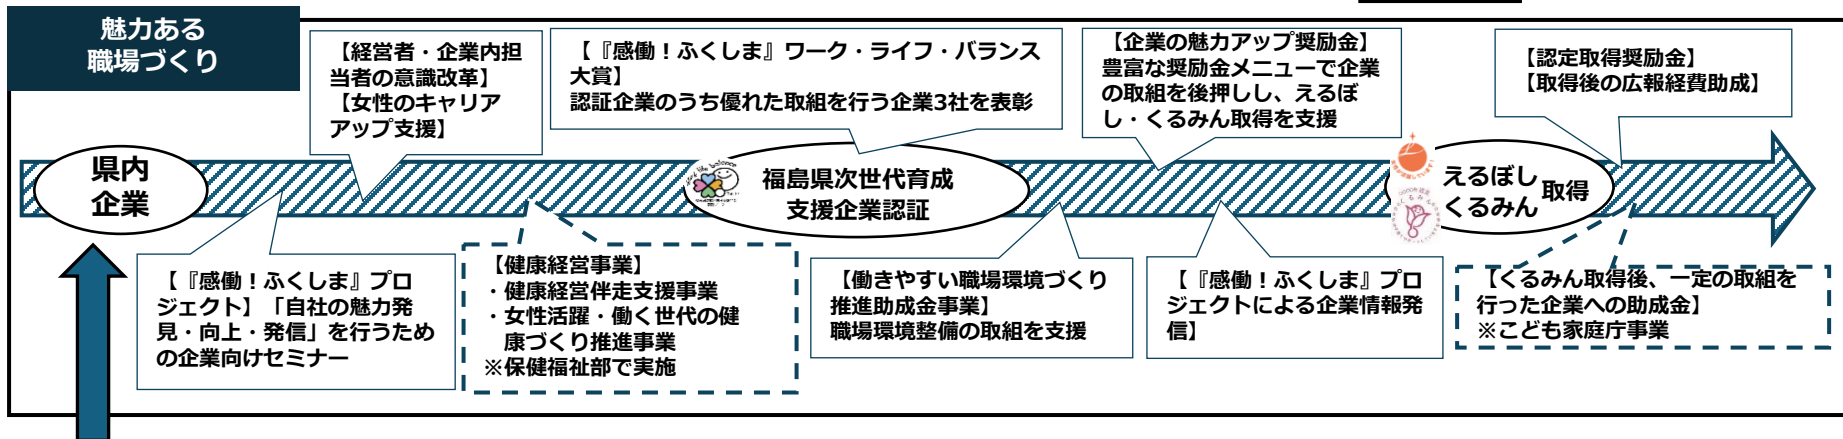 魅力ある
職場づくり
【経営者・企業内担
当者の意識改革】
【女性のキャリア
アップ支援】
【『感働！ふくしま』ワーク・ライフ・バランス
大賞】
認証企業のうち優れた取組を行う企業3社を表彰
【企業の魅力アップ奨励金】
豊富な奨励金メニューで企業
の取組を後押しし、えるぼ
し・くるみん取得を支援
【認定取得奨励金】
【取得後の広報経費助成】
県内
企業
福島県次世代育成
支援企業認証
えるぼし
くるみん
取得
【『感働！ふくしま』プロ
ジェクト】「自社の魅力発
見・向上・発信」を行うため
の企業向けセミナー
【健康経営事業】
・健康経営伴走支援事業
・女性活躍・働く世代の健
康づくり推進事業
※保健福祉部で実施
【働きやすい職場環境づくり
推進助成金事業】
職場環境整備の取組を支援
【『感働！ふくしま』プロ
ジェクトによる企業情報発
信】
【くるみん取得後、一定の取組を
行った企業への助成金】
※こども家庭庁事業